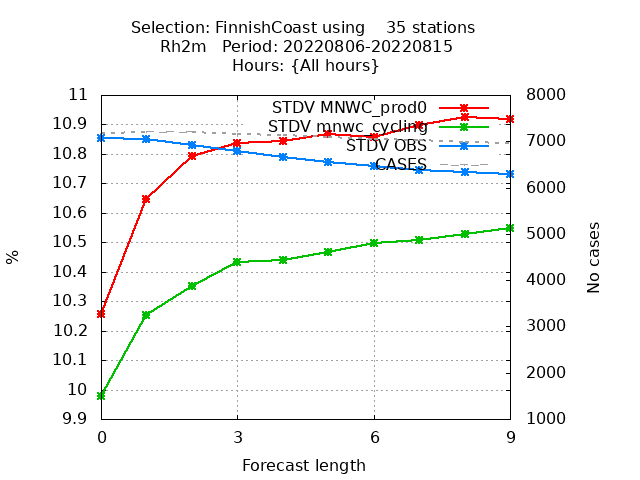 Selection: FinnishCoast using    35 stations
Rh2m   Period: 20220806-20220815
Hours: {All hours}
STDV MNWC_prod0
STDV mnwc_cycling
STDV OBS
CASES
11
10.9
10.8
10.7
10.6
10.5
10.4
10.3
10.2
10.1
10
9.9
%
8000
7000
6000
5000
4000
3000
2000
1000
No cases
0 3 6 9
Forecast length